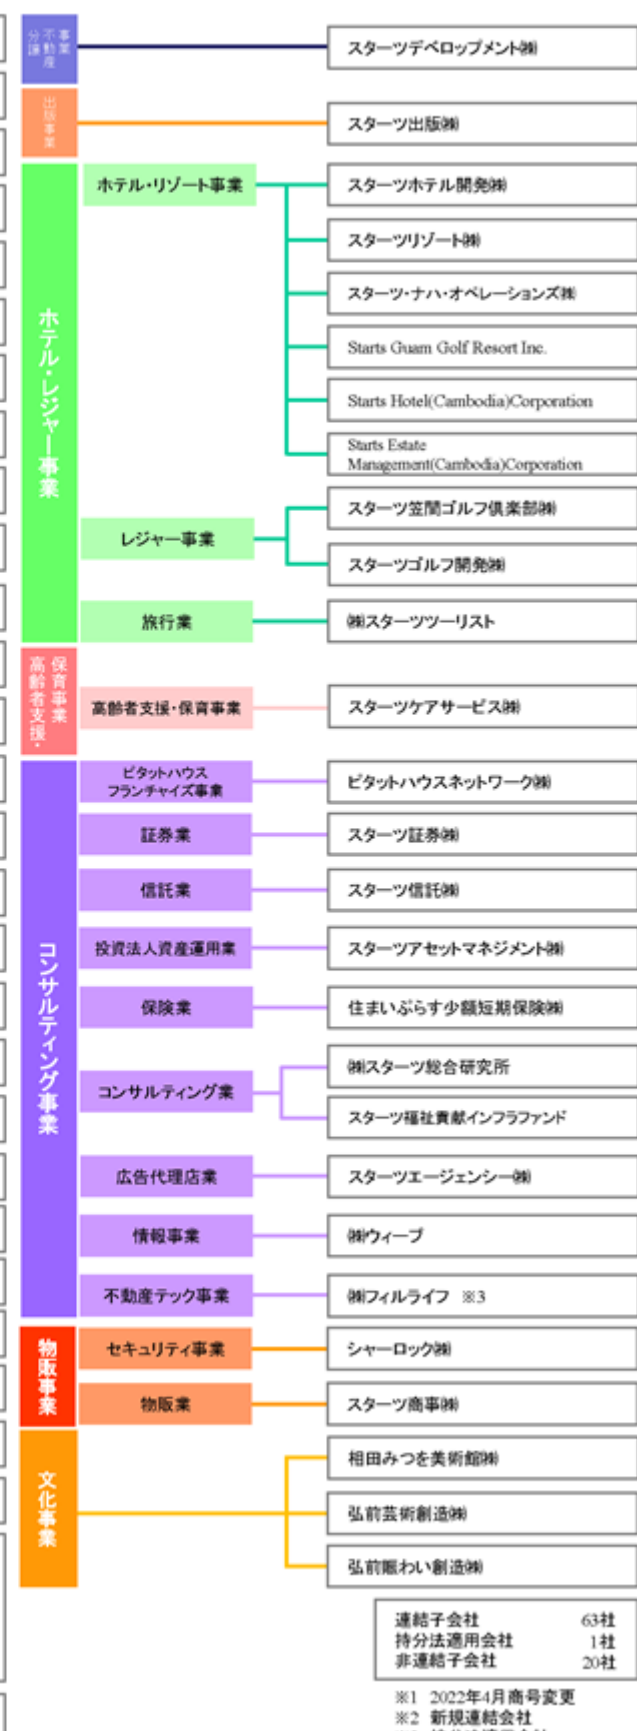 分譲
不動産
事業
スターツデベロップメント㈱
出版事業
スターツ出版㈱
ホテル・レジャー事業
ホテル・リゾート事業
スターツホテル開発㈱
スターツリゾート㈱
スターツ・ナハ・オペレーションズ㈱
Starts Guam Golf Resort Inc.
Starts Hotel(Cambodia)Corporation
Starts Estate
Management(Cambodia)Corporation
レジャー事業
スターツ笠間ゴルフ倶楽部㈱
スターツゴルフ開発㈱
旅行業
㈱スターツツーリスト
高齢者支援・
保育事業
高齢者支援・保育事業
スターツケアサービス㈱
コンサルティング事業
ピタットハウス
フランチャイズ事業
ピタットハウスネットワーク㈱
証券業
スターツ証券㈱
信託業
スターツ信託㈱
投資法人資産運用業
スターツアセットマネジメント㈱
保険業
住まいぷらす少額短期保険㈱
コンサルティング業
㈱スターツ総合研究所
スターツ福祉貢献インフラファンド
広告代理店業
スターツエージェンシー㈱
情報事業
㈱ウィーブ
不動産テック事業
㈱フィルライフ ※3
物販事業
セキュリティ事業
シャーロック㈱
物販業
スターツ商事㈱
文化事業
相田みつを美術館㈱
弘前芸術創造㈱
弘前賑わい創造㈱
連結子会社 63社
持分法適用会社 1社
非連結子会社 20社
※1 2022年4月商号変更
※2 新規連結会社